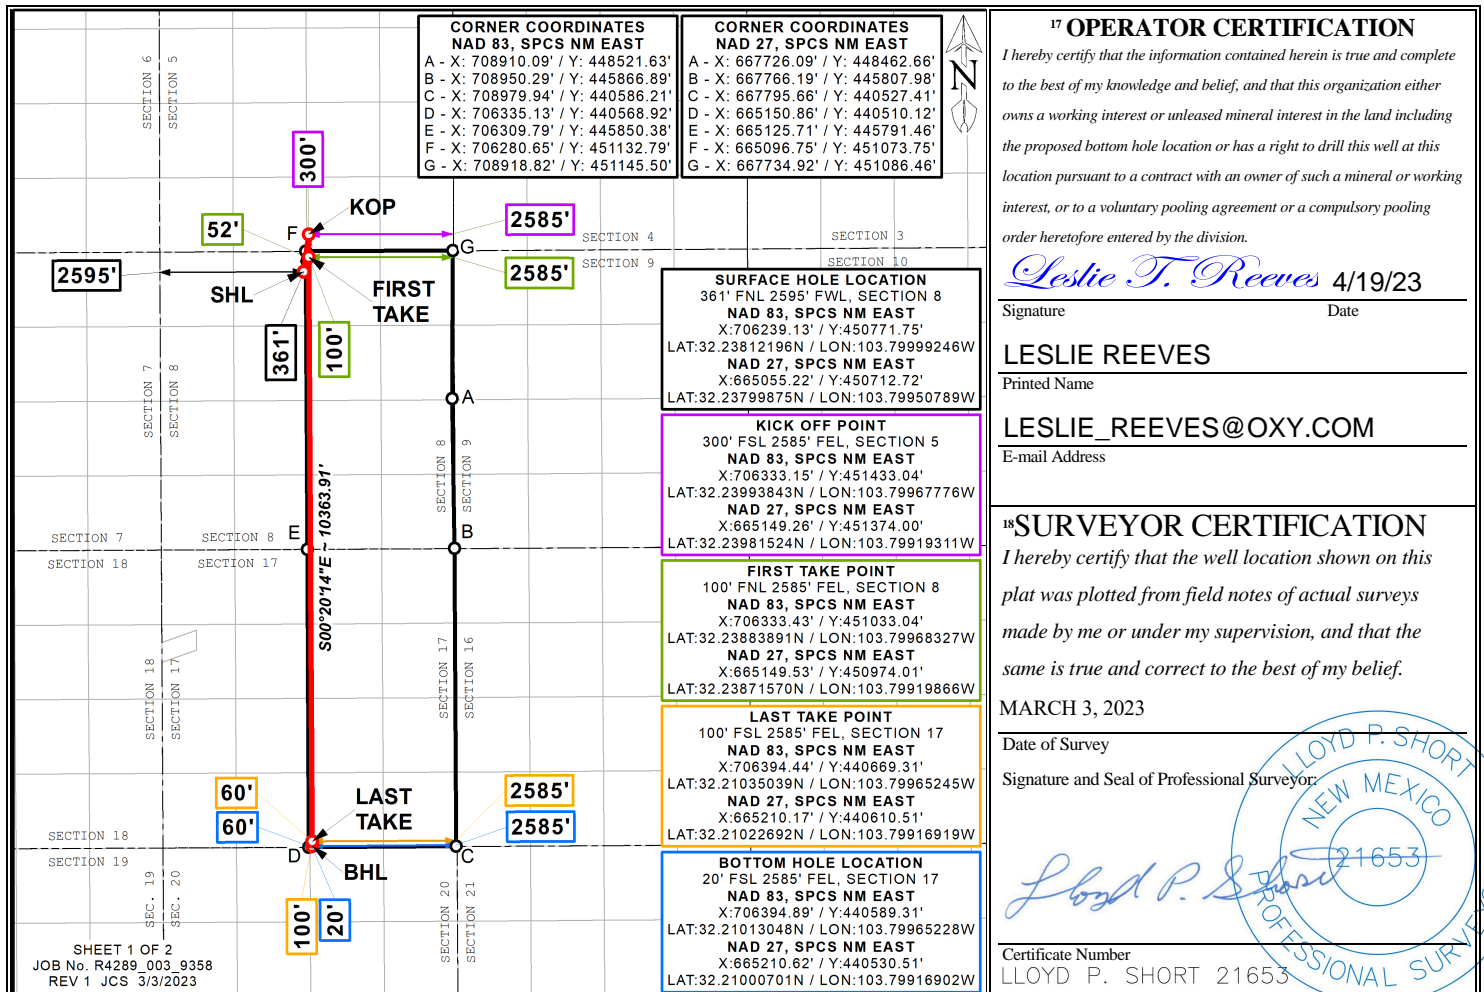 CORNER COORDINATES
NAD 83, SPCS NM EAST
A - X: 708910.09' / Y: 448521.63'
B - X: 708950.29' / Y: 445866.89'
C - X: 708979.94' / Y: 440586.21'
D - X: 706335.13' / Y: 440568.92'
E - X: 706309.79' / Y: 445850.38'
F - X: 706280.65' / Y: 451132.79'
G - X: 708918.82' / Y: 451145.50'
CORNER COORDINATES
NAD 27, SPCS NM EAST
A - X: 667726.09' / Y: 448462.66'
B - X: 667766.19' / Y: 445807.98'
C - X: 667795.66' / Y: 440527.41'
D - X: 665150.86' / Y: 440510.12'
E - X: 665125.71' / Y: 445791.46'
F - X: 665096.75' / Y: 451073.75'
G - X: 667734.92' / Y: 451086.46'
N
SECTION 6
SECTION 5
300'
KOP
52'
F
2585'
G
SECTION 4
SECTION 3
SECTION 9
SECTION 10
2595'
2585'
SHL
FIRST
TAKE
361'
100'
SECTION 7
SECTION 8
A
SECTION 8
SECTION 9
S00°20'14"E ~ 10363.91'
SECTION 7
SECTION 8
E
B
SECTION 18
SECTION 17
SECTION 18
SECTION 17
SECTION 17
SECTION 16
60'
LAST
TAKE
2585'
60'
2585'
SECTION 18
SECTION 19
D
C
BHL
SEC. 19
SEC. 20
100'
20'
SECTION 20
SECTION 21
SHEET 1 OF 2
JOB No. R4289_003_9358
REV 1 JCS 3/3/2023
SURFACE HOLE LOCATION
361' FNL 2595' FWL, SECTION 8
NAD 83, SPCS NM EAST
X:706239.13' / Y:450771.75'
LAT:32.23812196N / LON:103.79999246W
NAD 27, SPCS NM EAST
X:665055.22' / Y:450712.72'
LAT:32.23799875N / LON:103.79950789W
KICK OFF POINT
300' FSL 2585' FEL, SECTION 5
NAD 83, SPCS NM EAST
X:706333.15' / Y:451433.04'
LAT:32.23993843N / LON:103.79967776W
NAD 27, SPCS NM EAST
X:665149.26' / Y:451374.00'
LAT:32.23981524N / LON:103.79919311W
FIRST TAKE POINT
100' FNL 2585' FEL, SECTION 8
NAD 83, SPCS NM EAST
X:706333.43' / Y:451033.04'
LAT:32.23883891N / LON:103.79968327W
NAD 27, SPCS NM EAST
X:665149.53' / Y:450974.01'
LAT:32.23871570N / LON:103.79919866W
LAST TAKE POINT
100' FSL 2585' FEL, SECTION 17
NAD 83, SPCS NM EAST
X:706394.44' / Y:440669.31'
LAT:32.21035039N / LON:103.79965245W
NAD 27, SPCS NM EAST
X:665210.17' / Y:440610.51'
LAT:32.21022692N / LON:103.79916919W
BOTTOM HOLE LOCATION
20' FSL 2585' FEL, SECTION 17
NAD 83, SPCS NM EAST
X:706394.89' / Y:440589.31'
LAT:32.21013048N / LON:103.79965228W
NAD 27, SPCS NM EAST
X:665210.62' / Y:440530.51'
LAT:32.21000701N / LON:103.79916902W
17 OPERATOR CERTIFICATION
I hereby certify that the information contained herein is true and complete
to the best of my knowledge and belief, and that this organization either
owns a working interest or unleased mineral interest in the land including
the proposed bottom hole location or has a right to drill this well at this
location pursuant to a contract with an owner of such a mineral or working
interest, or to a voluntary pooling agreement or a compulsory pooling
order heretofore entered by the division.
Leslie T. Reeves 4/19/23
Signature Date
LESLIE REEVES
Printed Name
LESLIE_REEVES@OXY.COM
E-mail Address
18 SURVEYOR CERTIFICATION
I hereby certify that the well location shown on this
plat was plotted from field notes of actual surveys
made by me or under my supervision, and that the
same is true and correct to the best of my belief.
MARCH 3, 2023
Date of Survey
Signature and Seal of Professional Surveyor:
LLOYD P. SHORT
NEW MEXICO
21653
PROFESSIONAL SURVEYO
Lloyd P. Short
Certificate Number
LLOYD P. SHORT 21653